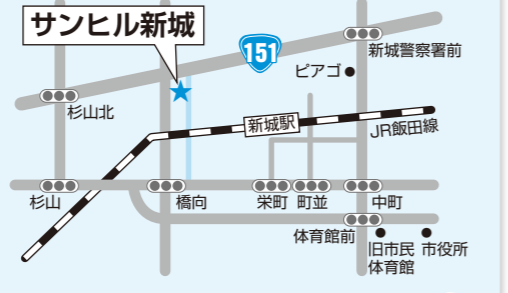 サンヒル新城
151
新城警察署前
ピアゴ
杉山北
新城駅
JR飯田線
杉山
橋向
栄町
町並
中町
体育館前
旧市民
体育館
市役所